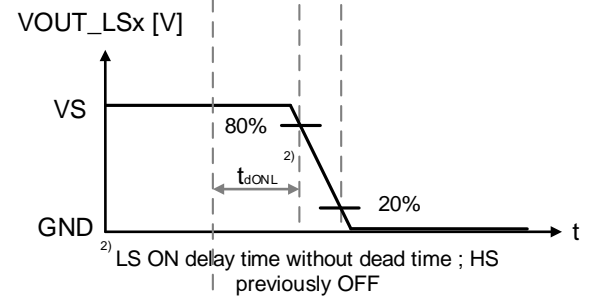 VOUT_LSx [V]
VS
80%
2)
tdONL
20%
GND
t
2) LS ON delay time without dead time ; HS
previously OFF